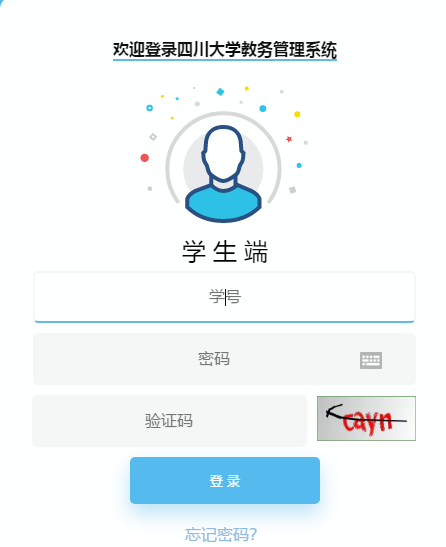 欢迎登录四川大学教务管理系统
学生端
学号
密码
验证码
cayn
登 录
忘记密码?